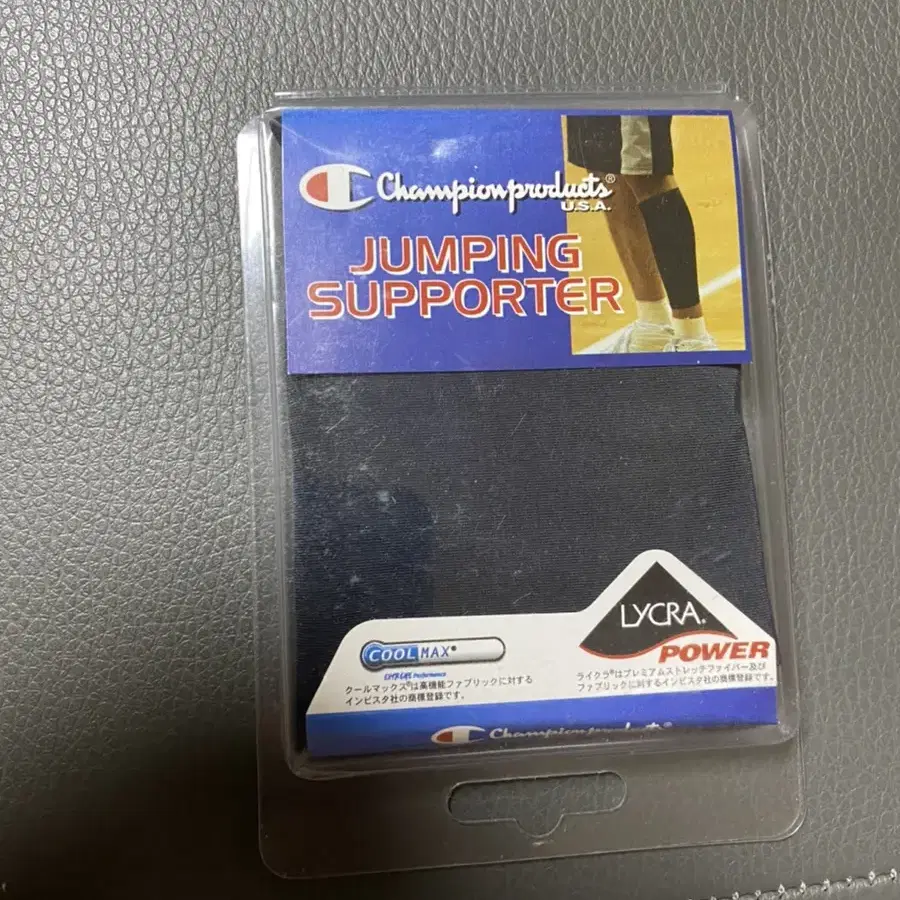 Championproducts®
U.S.A.
JUMPING
SUPPORTER
LYCRA®
POWER
COOLMAX®
クールマックス®は高機能ファブリックに対する
インビスタ社の商標登録です。
ライクラ®はプレミアムストレッチファイバー及び
ファブリックに対するインビスタ社の商標登録です。
Championproducts